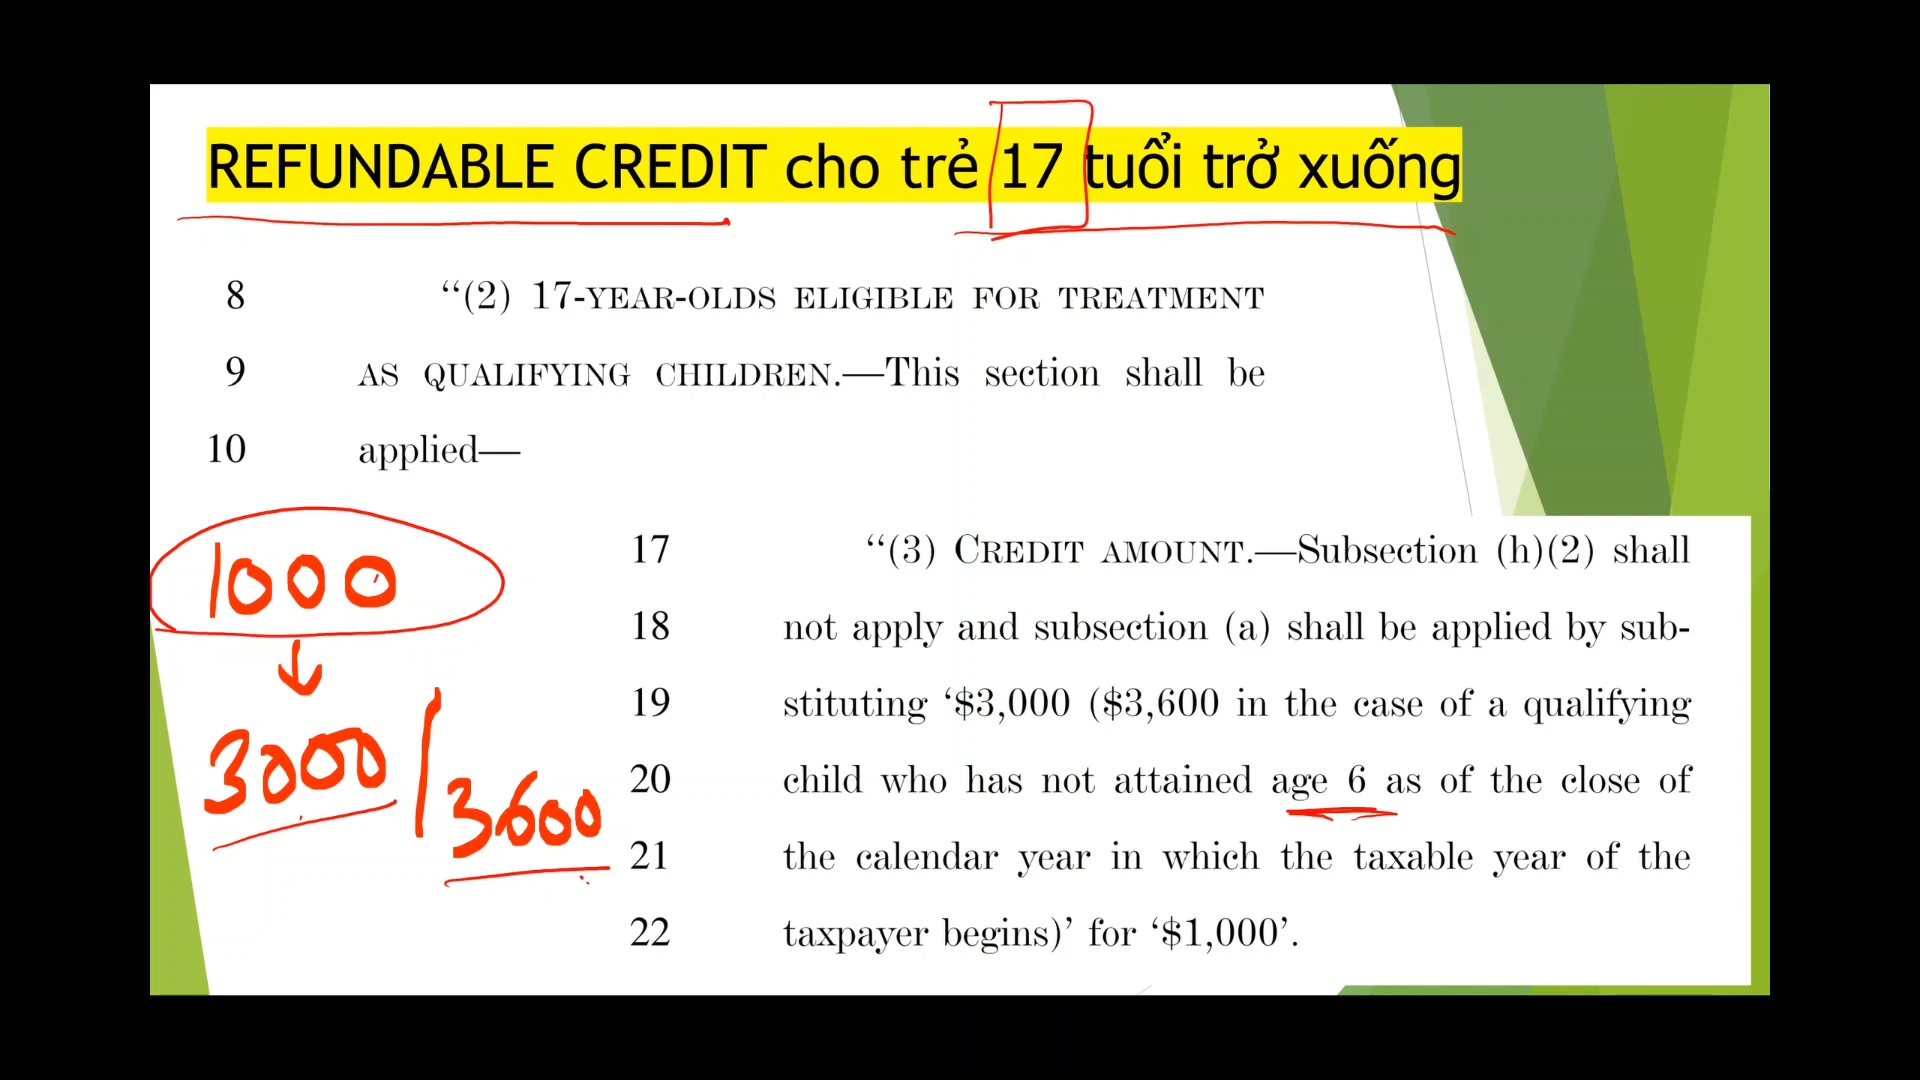 REFUNDABLE CREDIT cho trẻ 17 tuổi trở xuống
8 “(2) 17-YEAR-OLDS ELIGIBLE FOR TREATMENT
9 AS QUALIFYING CHILDREN.—This section shall be
10 applied—
1000
3000 / 3600
17 “(3) CREDIT AMOUNT.—Subsection (h)(2) shall
18 not apply and subsection (a) shall be applied by sub-
19 stituting ‘$3,000 ($3,600 in the case of a qualifying
20 child who has not attained age 6 as of the close of
21 the calendar year in which the taxable year of the
22 taxpayer begins)’ for ‘$1,000’.